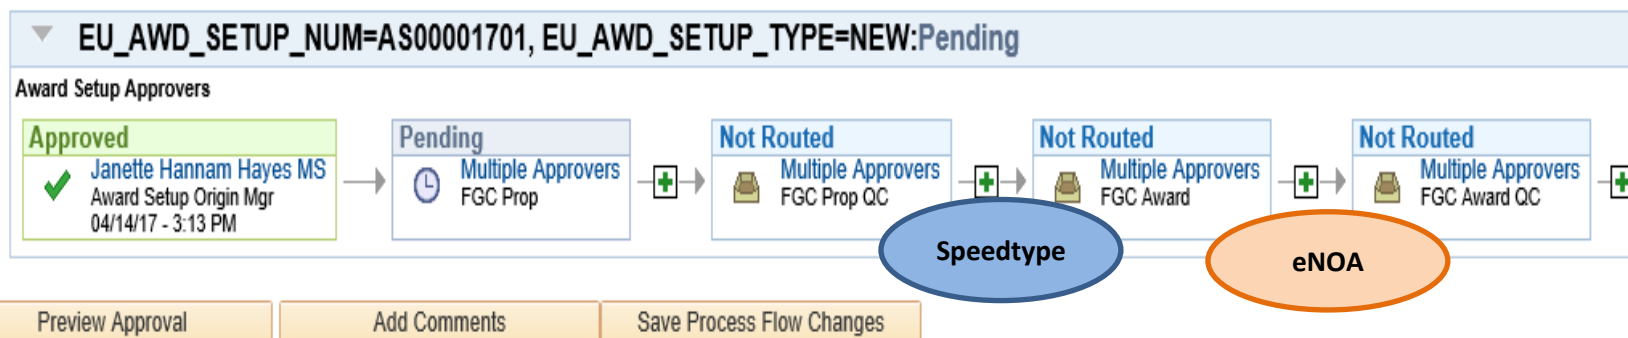 EU_AWD_SETUP_NUM=AS00001701, EU_AWD_SETUP_TYPE=NEW:Pending
Award Setup Approvers
Approved
Janette Hannam Hayes MS
Award Setup Origin Mgr
04/14/17 - 3:13 PM
Pending
Multiple Approvers
FGC Prop
Not Routed
Multiple Approvers
FGC Prop QC
Not Routed
Multiple Approvers
FGC Award
Not Routed
Multiple Approvers
FGC Award QC
Speedtype
eNOA
Preview Approval
Add Comments
Save Process Flow Changes